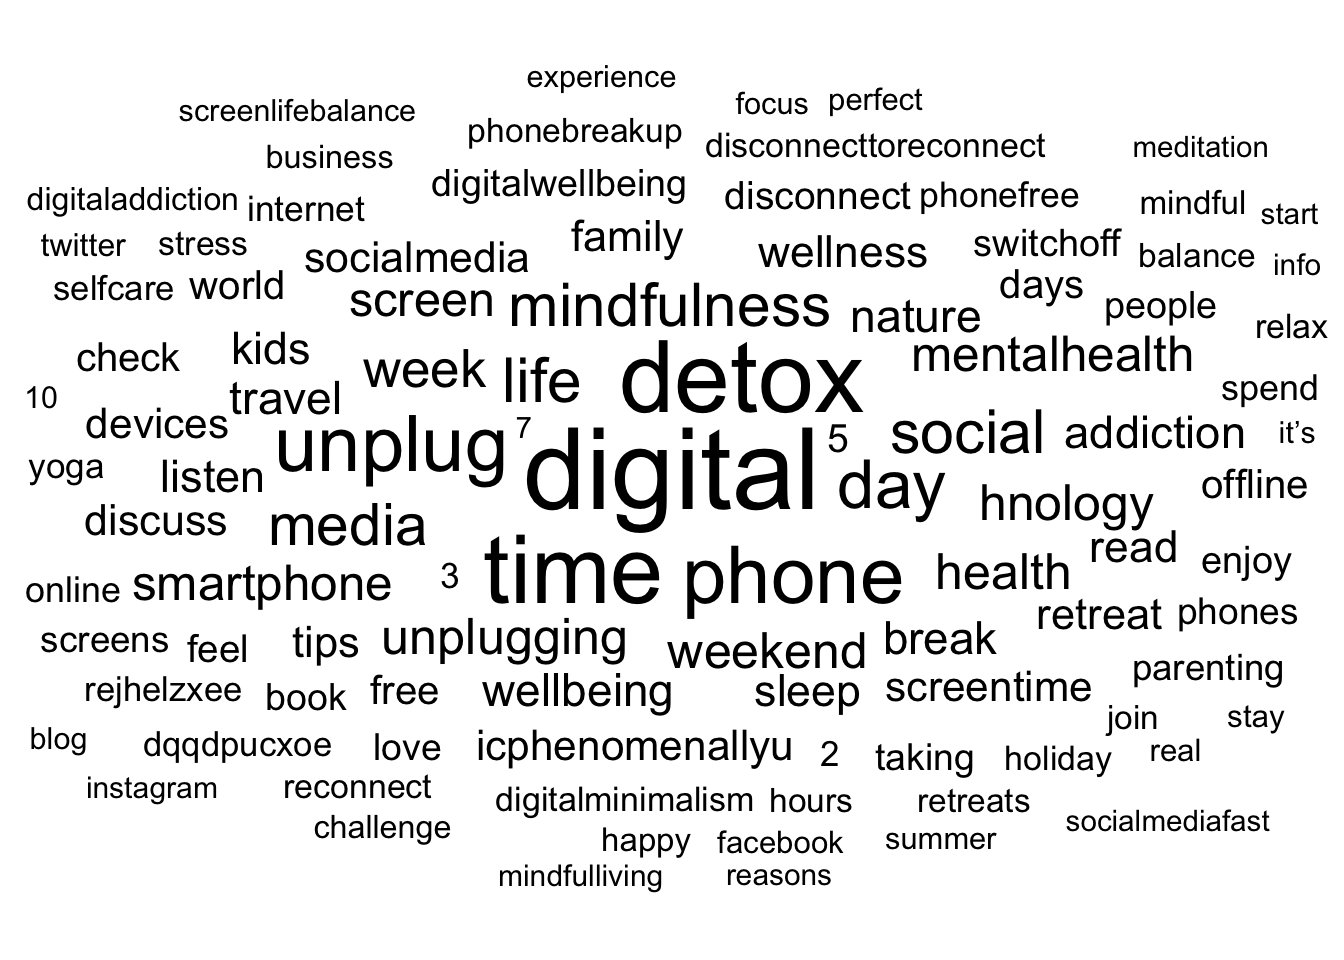 experience
screenlifebalance
focus perfect
phonebreakup
business
disconnecttoreconnect
meditation
digitaladdiction internet
digitalwellbeing
disconnect phonefree
mindful start
twitter stress
socialmedia
family
wellness
switchoff balance info
selfcare world
screen mindfulness
nature
days people
relax
check kids
week life detox
mentalhealth
spend
10
devices travel
unplug 7
digital 5
social addiction it’s
yoga listen
day
hnology offline
discuss media
time phone
health read enjoy
online smartphone 3
retreat phones
screens feel tips unplugging
weekend break
parenting
rejhelzxee book free wellbeing
sleep screentime
join stay
blog dqqdpucxoe love icphenomenallyu 2 taking holiday real
instagram reconnect
digitalminimalism hours retreats
challenge
happy facebook summer
socialmediafast
mindfulliving reasons